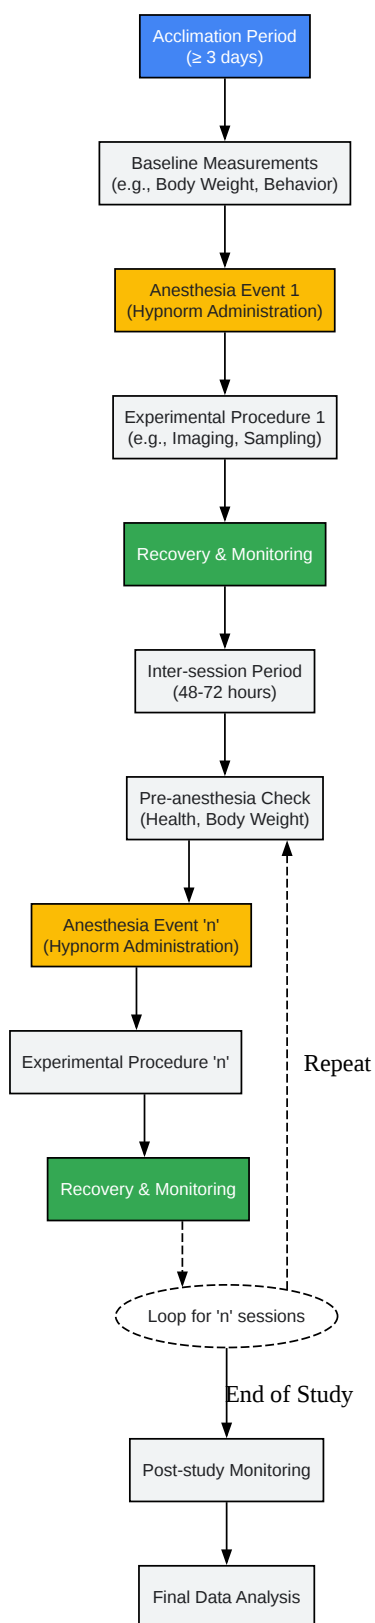 Acclimation Period
(≥ 3 days)
Baseline Measurements
(e.g., Body Weight, Behavior)
Anesthesia Event 1
(Hypnorm Administration)
Experimental Procedure 1
(e.g., Imaging, Sampling)
Recovery & Monitoring
Inter-session Period
(48-72 hours)
Pre-anesthesia Check
(Health, Body Weight)
Anesthesia Event 'n'
(Hypnorm Administration)
Experimental Procedure 'n'
Repeat
Recovery & Monitoring
Loop for 'n' sessions
End of Study
Post-study Monitoring
Final Data Analysis